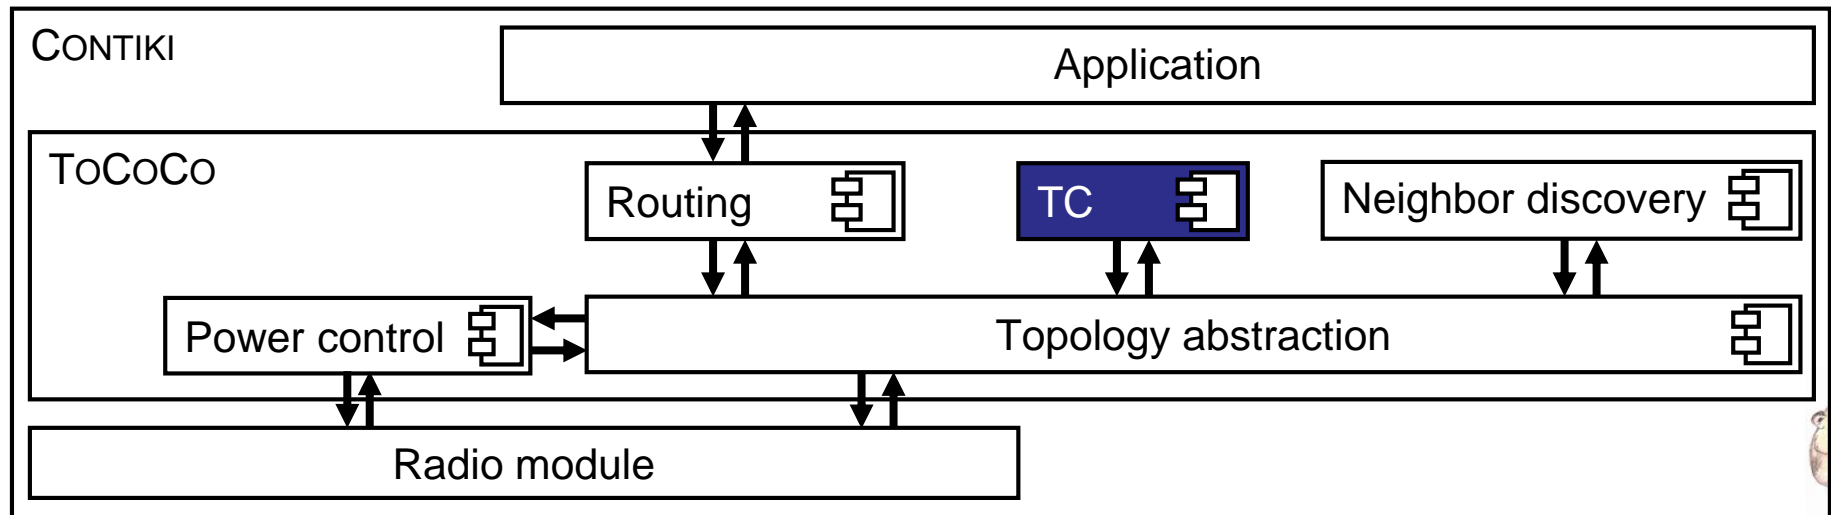 CONTIKI
Application
TOCOCO
Routing
TC
Neighbor discovery
Power control
Topology abstraction
Radio module